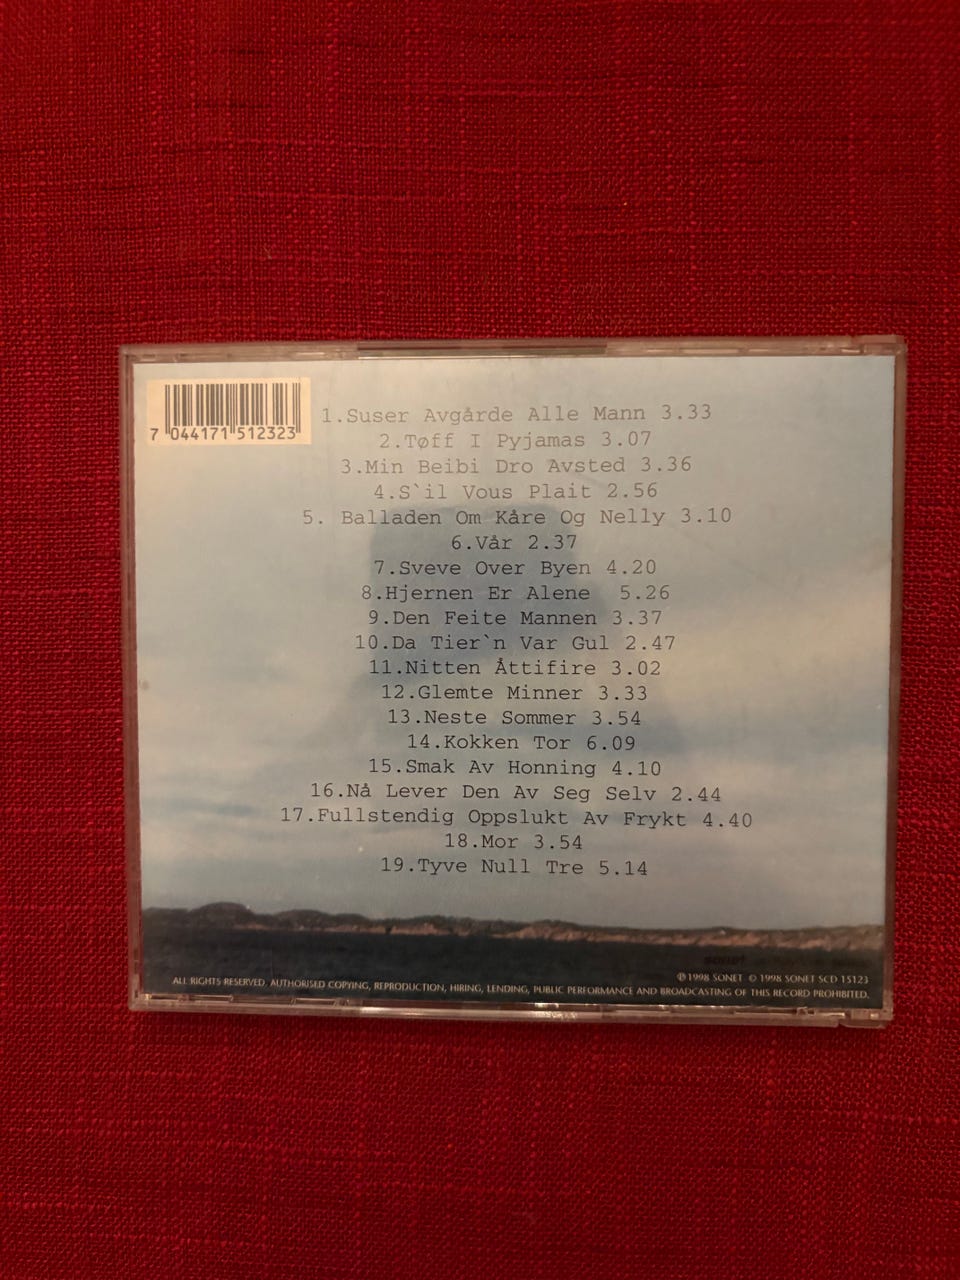 7 044171 512323
1.Suser Avgårde Alle Mann 3.33
2.Tøff I Pyjamas 3.07
3.Min Beibi Dro Avsted 3.36
4.S`il Vous Plait 2.56
5. Balladen Om Kåre Og Nelly 3.10
6.Vår 2.37
7.Sveve Over Byen 4.20
8.Hjernen Er Alene 5.26
9.Den Feite Mannen 3.37
10.Da Tier`n Var Gul 2.47
11.Nitten Åttifire 3.02
12.Glemte Minner 3.33
13.Neste Sommer 3.54
14.Kokken Tor 6.09
15.Smak Av Honning 4.10
16.Nå Lever Den Av Seg Selv 2.44
17.Fullstendig Oppslukt Av Frykt 4.40
18.Mor 3.54
19.Tyve Null Tre 5.14
℗1998 SONET © 1998 SONET SCD 15123
ALL RIGHTS RESERVED. AUTHORISED COPYING, REPRODUCTION, HIRING, LENDING, PUBLIC PERFORMANCE AND BROADCASTING OF THIS RECORD PROHIBITED.